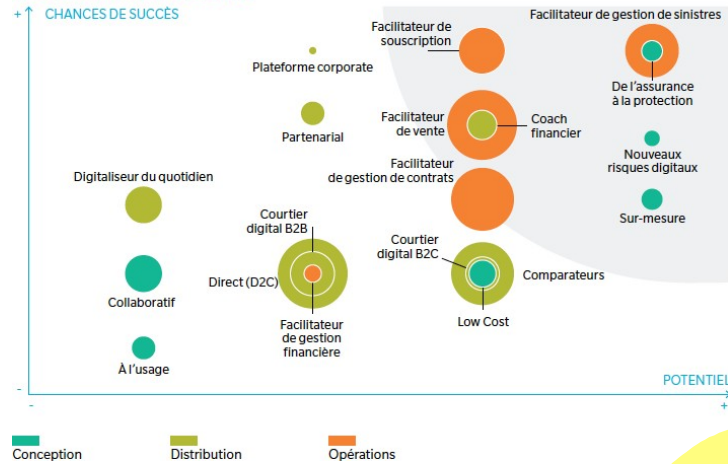 +
CHANCES DE SUCCÈS
Facilitateur de gestion de sinistres
Facilitateur de
souscription
Plateforme corporate
De l'assurance
à la protection
Facilitateur
de vente
Coach
financier
Partenarial
Nouveaux
risques digitaux
Facilitateur
de gestion de contrats
Digitaliseur du quotidien
Sur-mesure
Courtier
digital B2B
Courtier
digital B2C
Direct (D2C)
Comparateurs
Collaboratif
Facilitateur
de gestion
financière
Low Cost
À l'usage
POTENTIEL
-
-
+
Conception
Distribution
Opérations